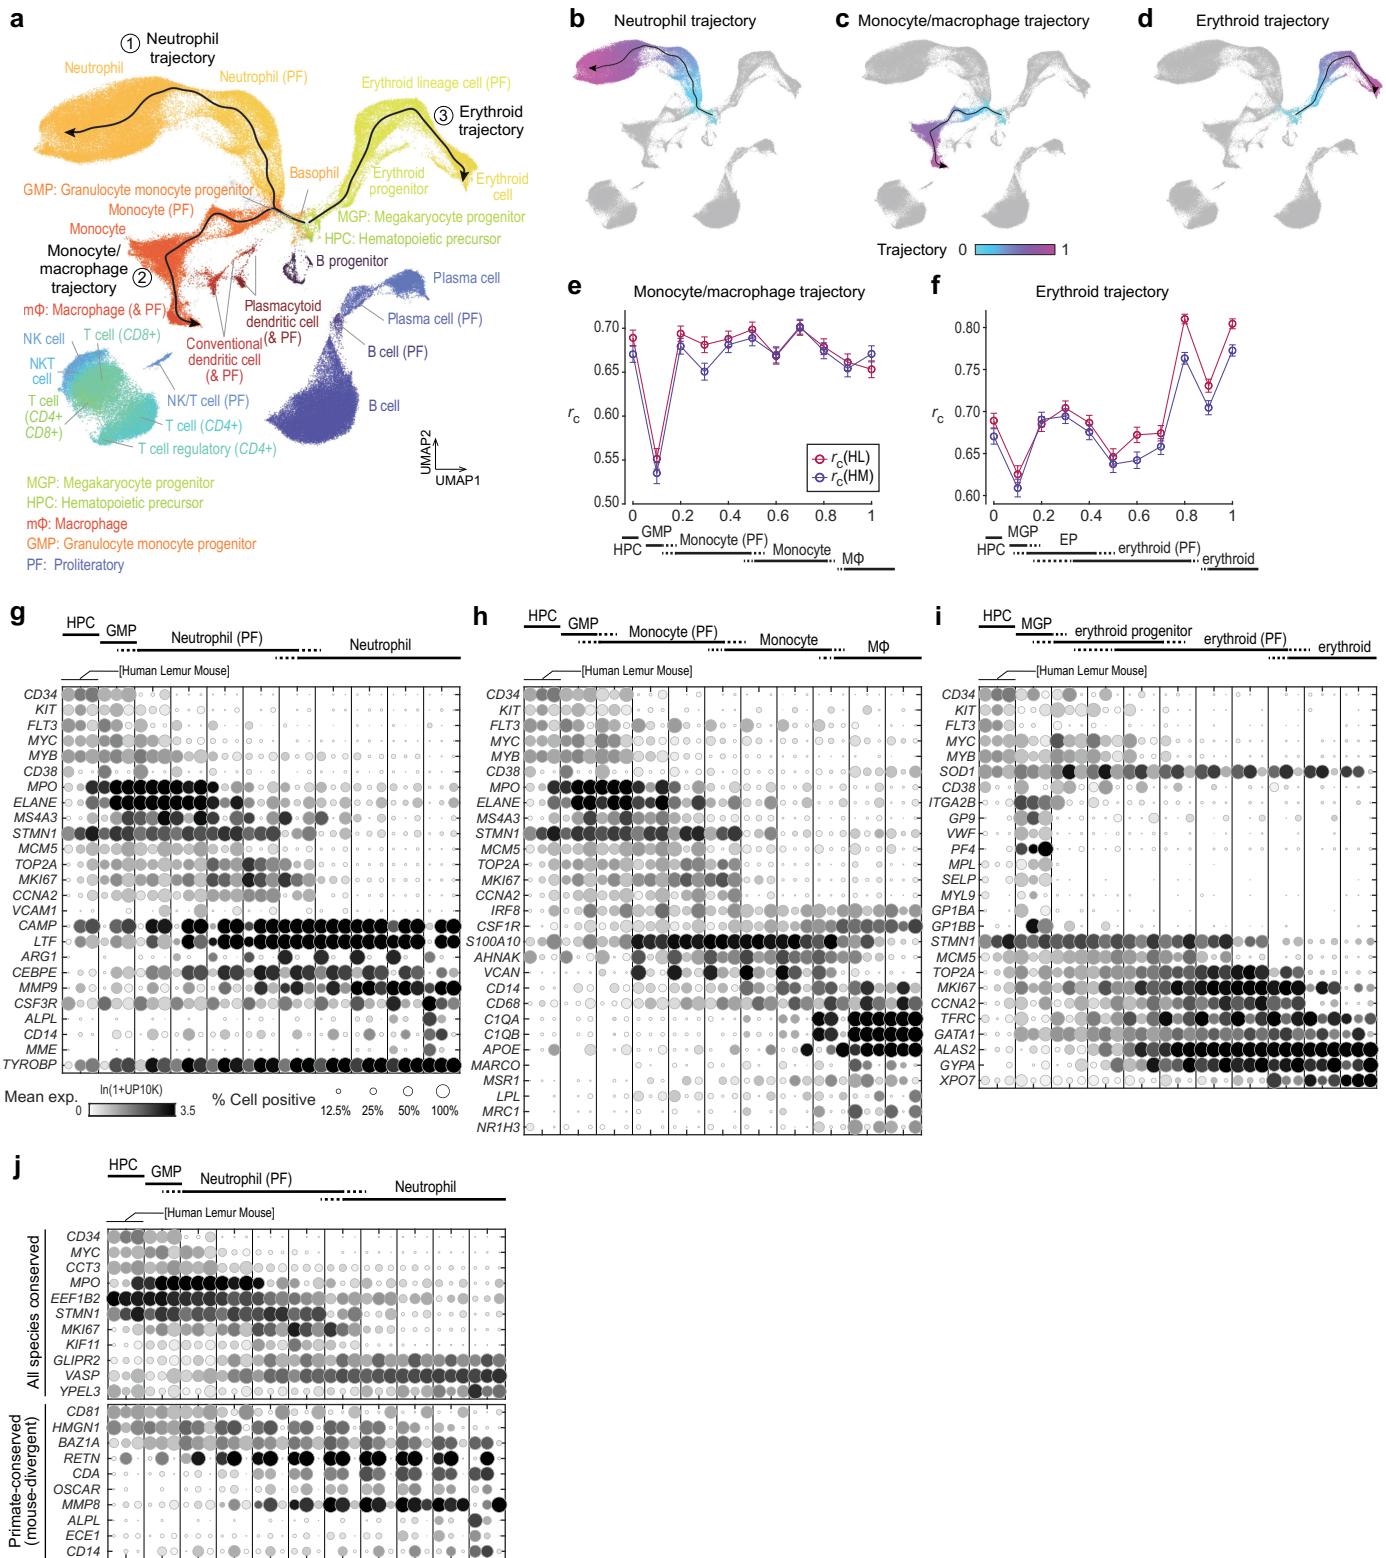 a
① Neutrophil
trajectory
Neutrophil
Neutrophil (PF)
Erythroid lineage cell (PF)
③ Erythroid
trajectory
Basophil
Erythroid
progenitor
Erythroid
cell
GMP: Granulocyte monocyte progenitor
Monocyte (PF)
Monocyte
MGP: Megakaryocyte progenitor
HPC: Hematopoietic precursor
Monocyte/
macrophage
trajectory
②
B progenitor
Plasma cell
mΦ: Macrophage (& PF)
Plasmacytoid
dendritic cell
(& PF)
Plasma cell (PF)
NK cell
T cell (CD8+)
Conventional
dendritic cell
(& PF)
B cell (PF)
NKT
cell
NK/T cell (PF)
T cell
(CD4+
CD8+)
B cell
T cell (CD4+)
T cell regulatory (CD4+)
UMAP2
UMAP1
MGP: Megakaryocyte progenitor
HPC: Hematopoietic precursor
mΦ: Macrophage
GMP: Granulocyte monocyte progenitor
PF: Proliteratory
b
Neutrophil trajectory
c
Monocyte/macrophage trajectory
d
Erythroid trajectory
Trajectory 0 1
e
Monocyte/macrophage trajectory
0.70
0.65
0.60
0.55
0.50
rc
rc(HL)
rc(HM)
0 0.2 0.4 0.6 0.8 1
GMP
HPC
Monocyte (PF)
Monocyte
MΦ
f
Erythroid trajectory
0.80
0.75
0.70
0.65
0.60
rc
0 0.2 0.4 0.6 0.8 1
MGP
HPC
EP
erythroid (PF)
erythroid
g
HPC
GMP
Neutrophil (PF)
Neutrophil
[Human Lemur Mouse]
CD34
KIT
FLT3
MYC
MYB
CD38
MPO
ELANE
MS4A3
STMN1
MCM5
TOP2A
MKI67
CCNA2
VCAM1
CAMP
LTF
ARG1
CEBPE
MMP9
CSF3R
ALPL
CD14
MME
TYROBP
Mean exp.
ln(1+UP10K)
0 3.5
% Cell positive
12.5% 25% 50% 100%
h
HPC
GMP
Monocyte (PF)
Monocyte
MΦ
[Human Lemur Mouse]
CD34
KIT
FLT3
MYC
MYB
CD38
MPO
ELANE
MS4A3
STMN1
MCM5
TOP2A
MKI67
CCNA2
IRF8
CSF1R
S100A10
AHNAK
VCAN
CD14
CD68
C1QA
C1QB
APOE
MARCO
MSR1
LPL
MRC1
NR1H3
i
HPC
MGP
erythroid progenitor
erythroid (PF)
erythroid
[Human Lemur Mouse]
CD34
KIT
FLT3
MYC
MYB
SOD1
CD38
ITGA2B
GP9
VWF
PF4
MPL
SELP
MYL9
GP1BA
GP1BB
STMN1
MCM5
TOP2A
MKI67
CCNA2
TFRC
GATA1
ALAS2
GYPA
XPO7
j
HPC
GMP
Neutrophil (PF)
Neutrophil
[Human Lemur Mouse]
All species conserved
CD34
MYC
CCT3
MPO
EEF1B2
STMN1
MKI67
KIF11
GLIPR2
VASP
YPEL3
Primate-conserved
(mouse-divergent)
CD81
HMGN1
BAZ1A
RETN
CDA
OSCAR
MMP8
ALPL
ECE1
CD14